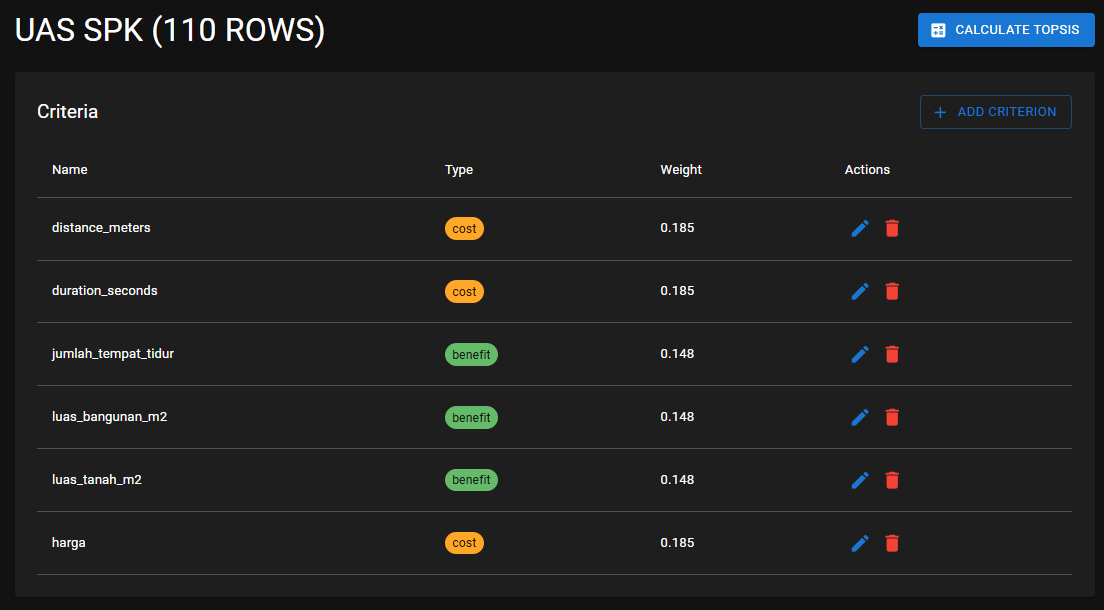 UAS SPK (110 ROWS)
CALCULATE TOPSIS
Criteria
ADD CRITERION
Name Type Weight Actions
distance_meters cost 0.185
duration_seconds cost 0.185
jumlah_tempat_tidur benefit 0.148
luas_bangunan_m2 benefit 0.148
luas_tanah_m2 benefit 0.148
harga cost 0.185